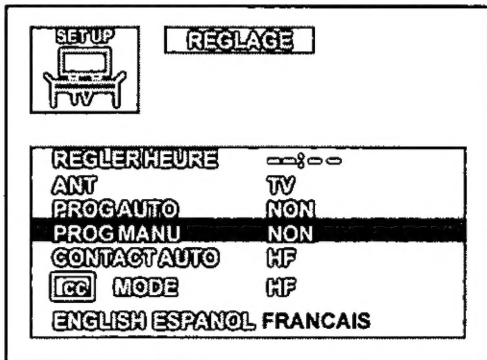 SET UP
REGLAGE
TV
REGLER HEURE --:--
ANT TV
PROG AUTO NON
PROG MANU NON
CONTACT AUTO HF
CC MODE HF
ENGLISH ESPANOL FRANCAIS